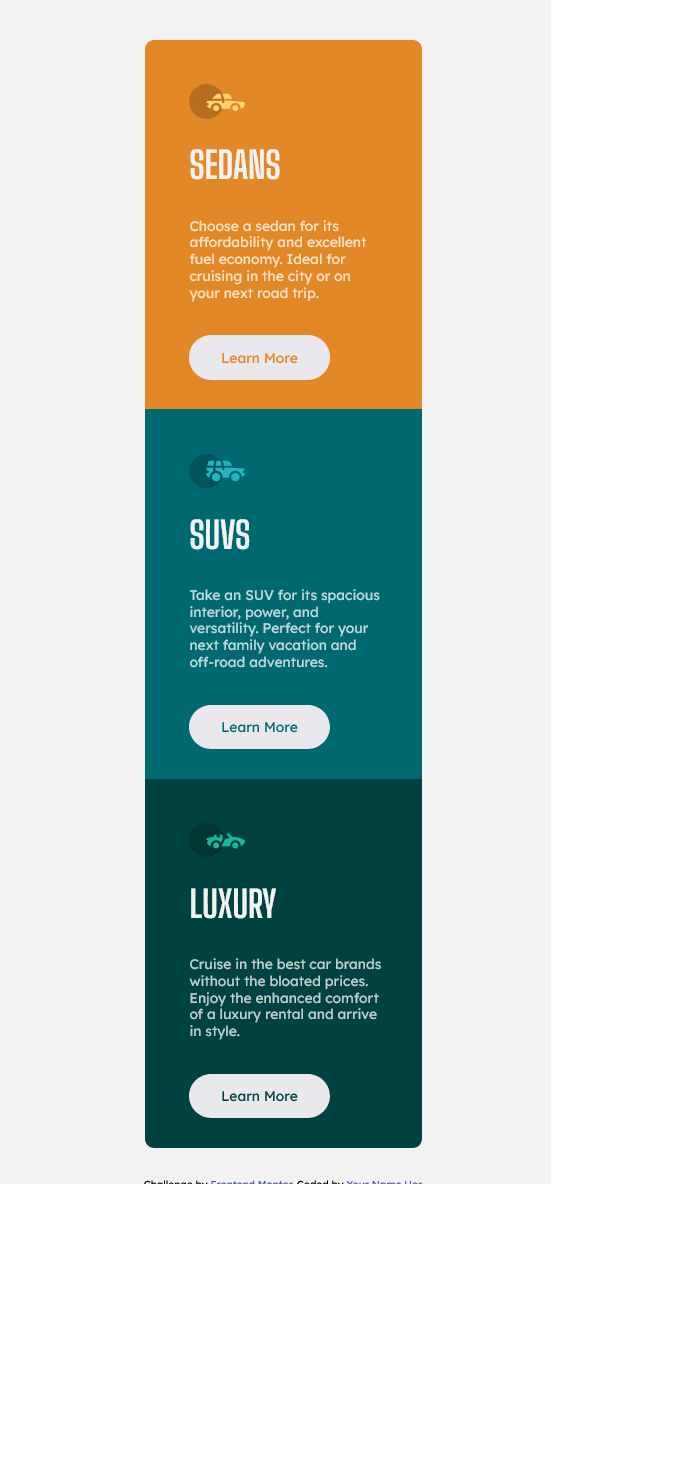 SEDANS
Choose a sedan for its
affordability and excellent
fuel economy. Ideal for
cruising in the city or on
your next road trip.
Learn More
SUVS
Take an SUV for its spacious
interior, power, and
versatility. Perfect for your
next family vacation and
off-road adventures.
Learn More
LUXURY
Cruise in the best car brands
without the bloated prices.
Enjoy the enhanced comfort
of a luxury rental and arrive
in style.
Learn More
Challenge by Frontend Mentor. Coded by Your Name Her